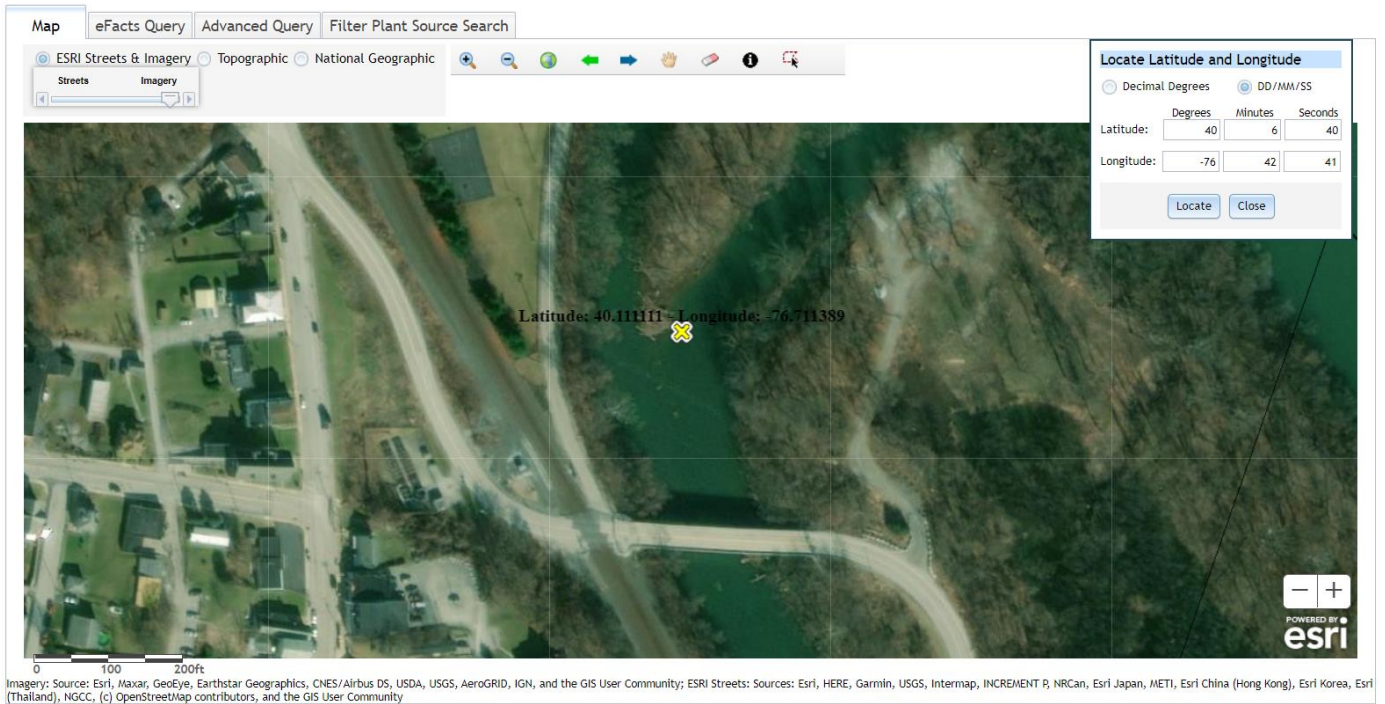 Map eFacts Query Advanced Query Filter Plant Source Search
ESRI Streets & Imagery Topographic National Geographic
Streets Imagery
Locate Latitude and Longitude
Decimal Degrees DD/MM/SS
Degrees Minutes Seconds
Latitude: 40 6 40
Longitude: -76 42 41
Locate Close
Latitude: 40.111111 - Longitude: -76.711389
0 100 200ft
POWERED BY
esri
Imagery: Source: Esri, Maxar, GeoEye, Earthstar Geographics, CNES/Airbus DS, USDA, USGS, AeroGRID, IGN, and the GIS User Community; ESRI Streets: Sources: Esri, HERE, Garmin, USGS, Intermap, INCREMENT P, NRCan, Esri Japan, METI, Esri China (Hong Kong), Esri Korea, Esri
(Thailand), NGCC, (c) OpenStreetMap contributors, and the GIS User Community